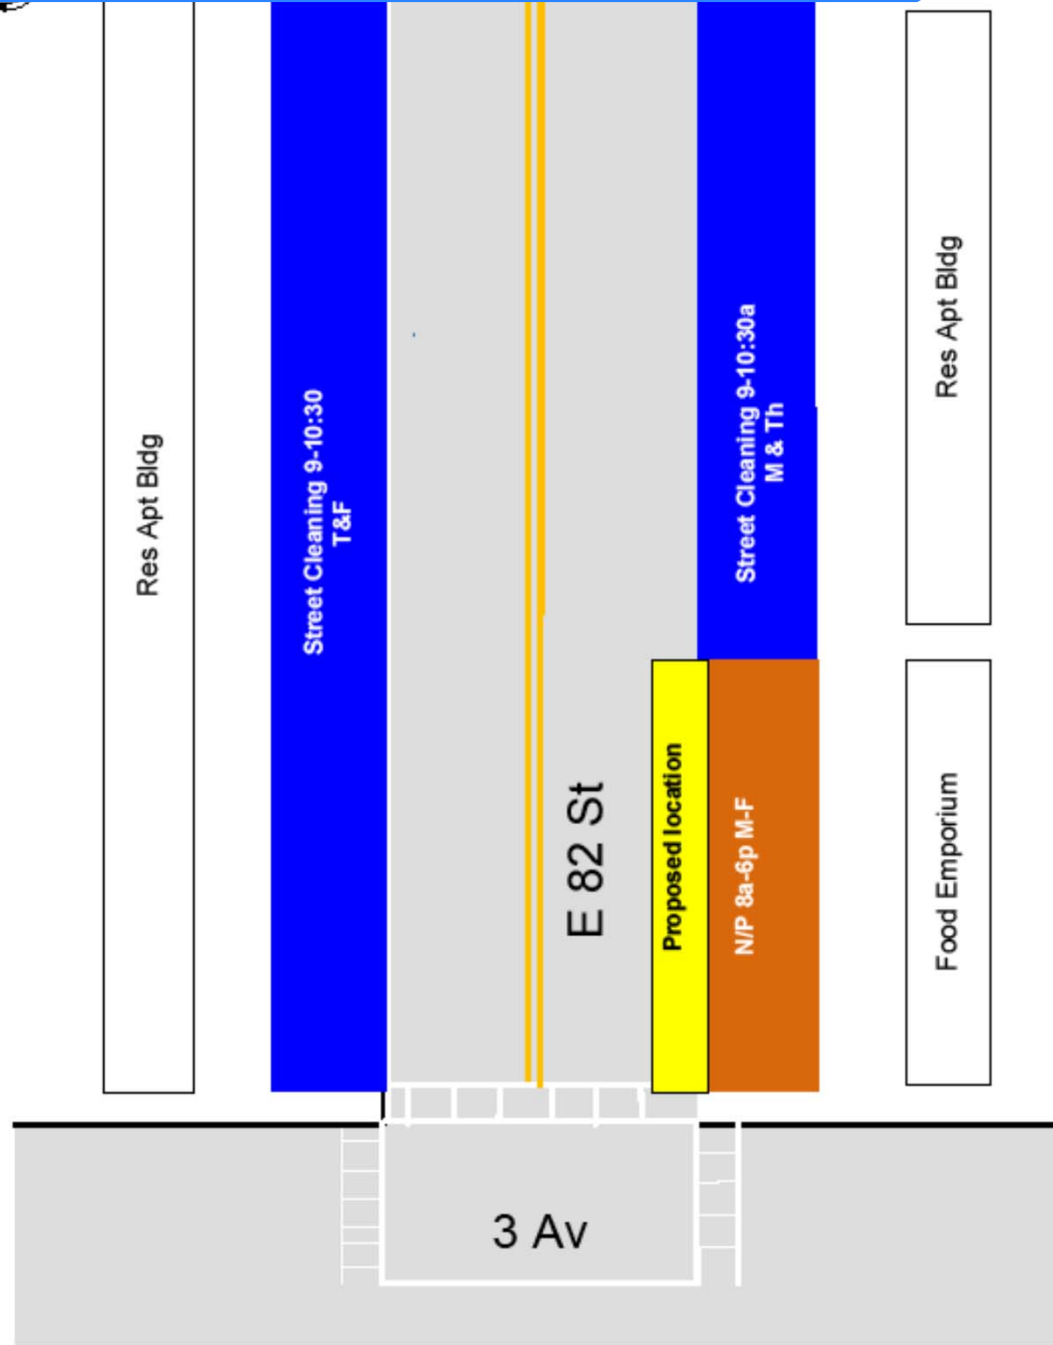 Res Apt Bldg
Street Cleaning 9-10:30
T&F
E 82 St
Proposed location
N/P 8a-6p M-F
Street Cleaning 9-10:30a
M & Th
Res Apt Bldg
Food Emporium
3 Av